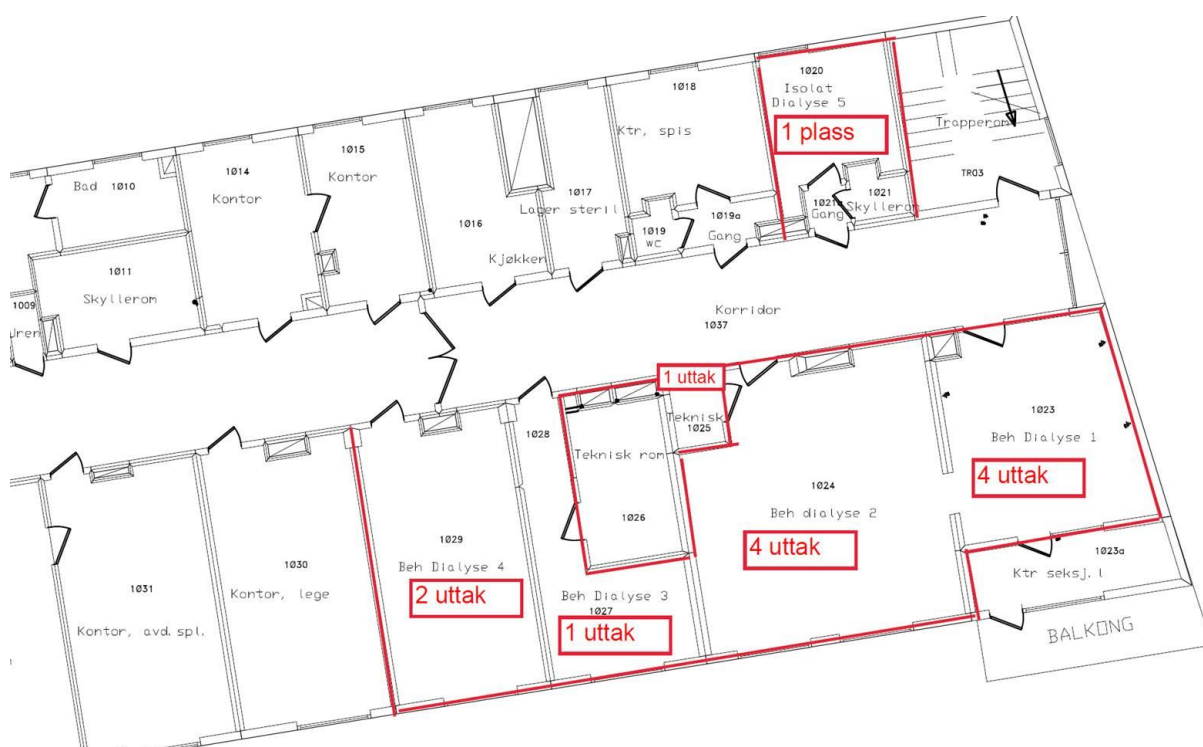 1020
Isolat
Dialyse 5
1 plass
1018
Ktr, spis
Trapperom
TR03
1021
Skyllerom
1021a
Gang
1019a
Gang
1019
WC
1017
Lager steril
1016
Kjøkken
1015
Kontor
1014
Kontor
Bad
1010
1011
Skyllerom
1009
Uren
Korridor
1037
1 uttak
Teknisk
1025
1023
Beh Dialyse 1
4 uttak
1023a
Ktr seksj. l
BALKONG
1024
Beh dialyse 2
4 uttak
1028
Teknisk rom
1026
Beh Dialyse 3
1027
1 uttak
1029
Beh Dialyse 4
2 uttak
1030
Kontor, lege
1031
Kontor, avd. spl.